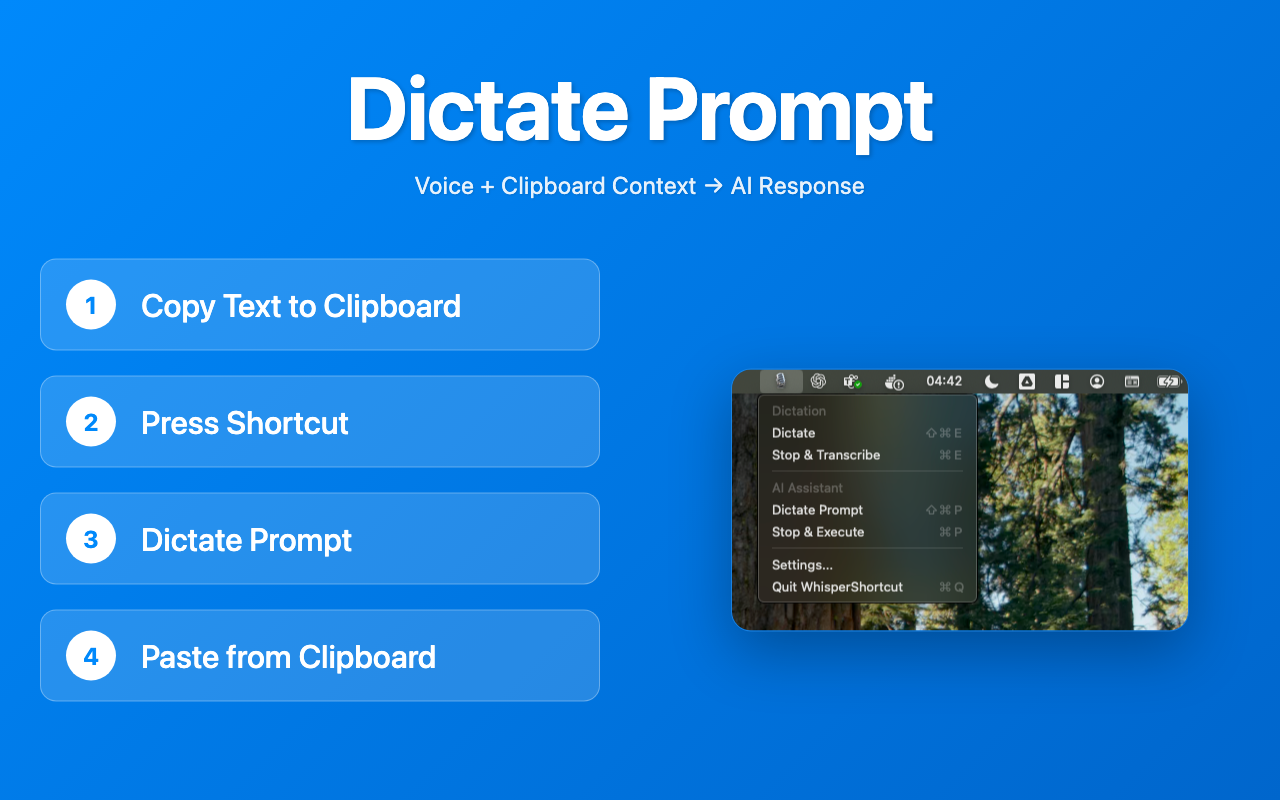 Dictate Prompt
Voice + Clipboard Context → AI Response
1 Copy Text to Clipboard
2 Press Shortcut
3 Dictate Prompt
4 Paste from Clipboard
04:42
Dictation
Dictate ⇧⌘E
Stop & Transcribe ⌘E
AI Assistant
Dictate Prompt ⇧⌘P
Stop & Execute ⌘P
Settings...
Quit WhisperShortcut ⌘Q